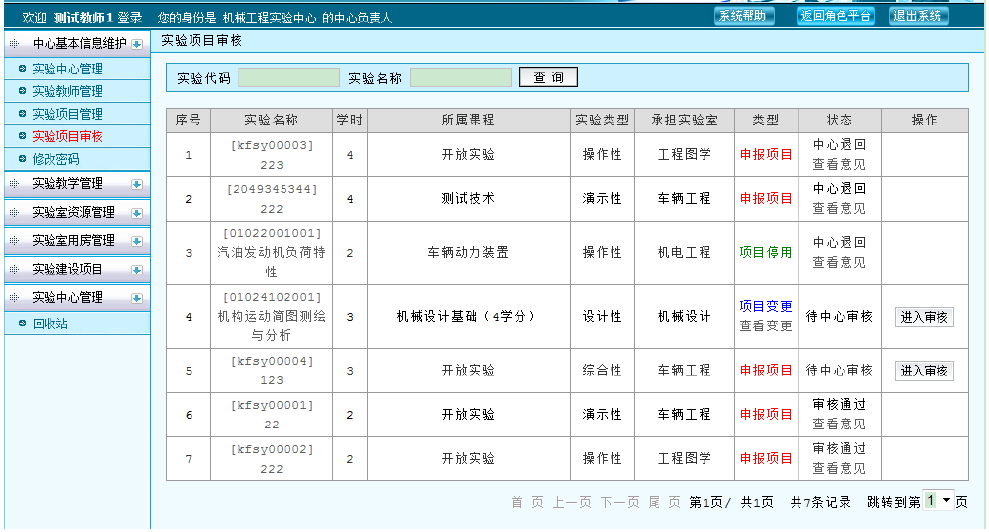 欢迎 测试教师1 登录 您的身份是 机械工程实验中心 的中心负责人 系统帮助 返回角色平台 退出系统
中心基本信息维护
实验中心管理
实验教师管理
实验项目管理
实验项目审核
修改密码
实验教学管理
实验室资源管理
实验室用房管理
实验建设项目
实验中心管理
回收站
实验项目审核
实验代码 实验名称 查 询
序号 实验名称 学时 所属课程 实验类型 承担实验室 类型 状态 操作
1 [kfsy00003] 4 开放实验 操作性 工程图学 申报项目 中心退回
223 查看意见
2 [2049345344] 4 测试技术 演示性 车辆工程 申报项目 中心退回
222 查看意见
3 [01022001001] 2 车辆动力装置 操作性 机电工程 项目停用 中心退回
汽油发动机负荷特 查看意见
性
4 [01024102001] 3 机械设计基础（4学分） 设计性 机械设计 项目变更 待中心审核 进入审核
机构运动简图测绘 查看变更
与分析
5 [kfsy00004] 3 开放实验 综合性 车辆工程 申报项目 待中心审核 进入审核
123
6 [kfsy00001] 2 开放实验 演示性 车辆工程 申报项目 审核通过
22 查看意见
7 [kfsy00002] 2 开放实验 操作性 工程图学 申报项目 审核通过
222 查看意见
首 页 上一页 下一页 尾 页 第1页/ 共1页 共7条记录 跳转到第 1 页